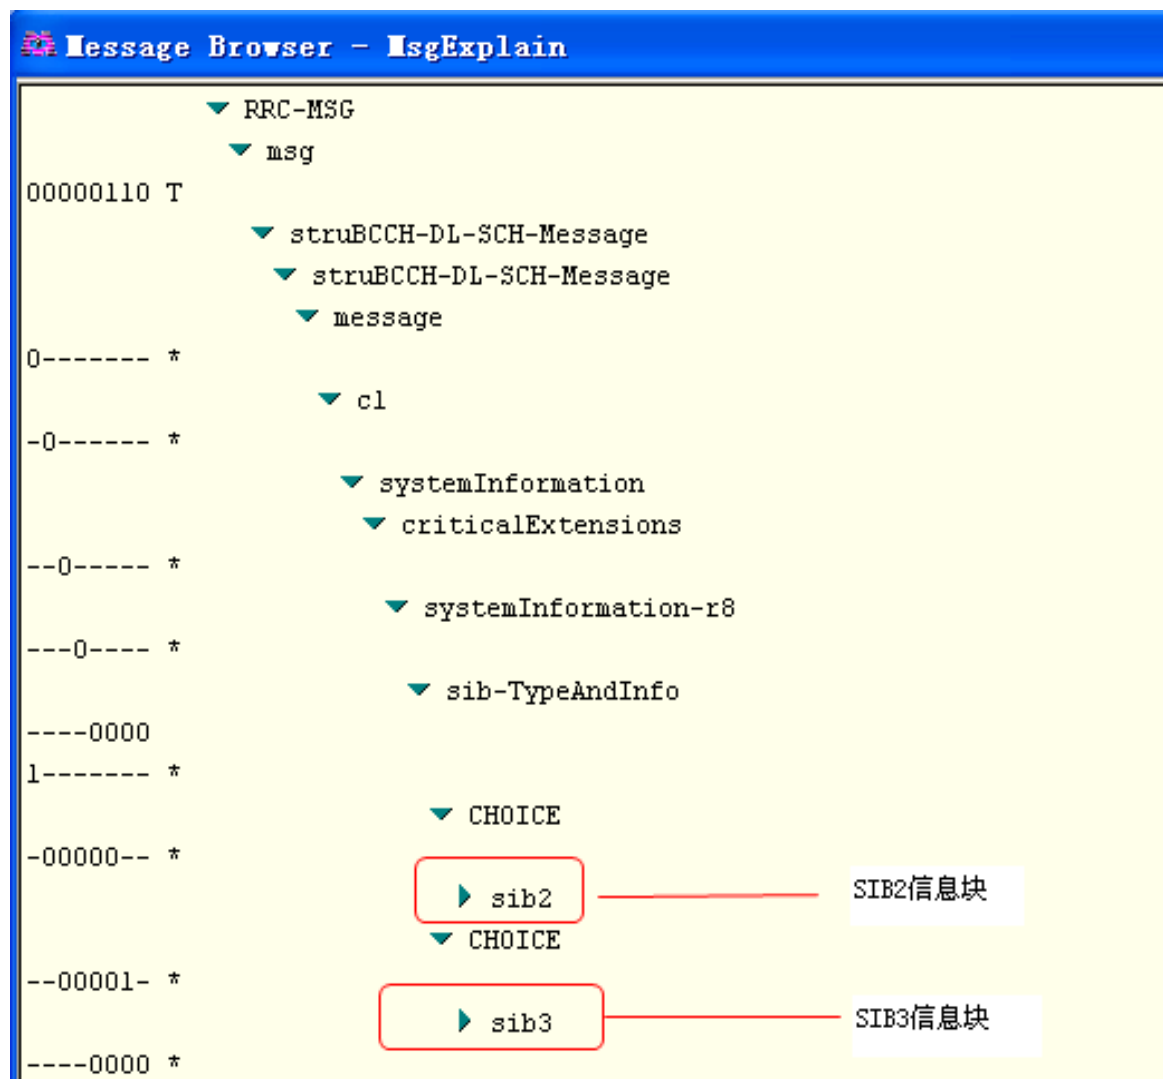 Message Browser - MsgExplain
RRC-MSG
msg
00000110 T
struBCCH-DL-SCH-Message
struBCCH-DL-SCH-Message
message
0------- *
c1
-0------ *
systemInformation
criticalExtensions
--0----- *
systemInformation-r8
---0---- *
sib-TypeAndInfo
----0000
1------- *
CHOICE
-00000-- *
sib2 SIB2信息块
CHOICE
--00001- *
sib3 SIB3信息块
----0000 *